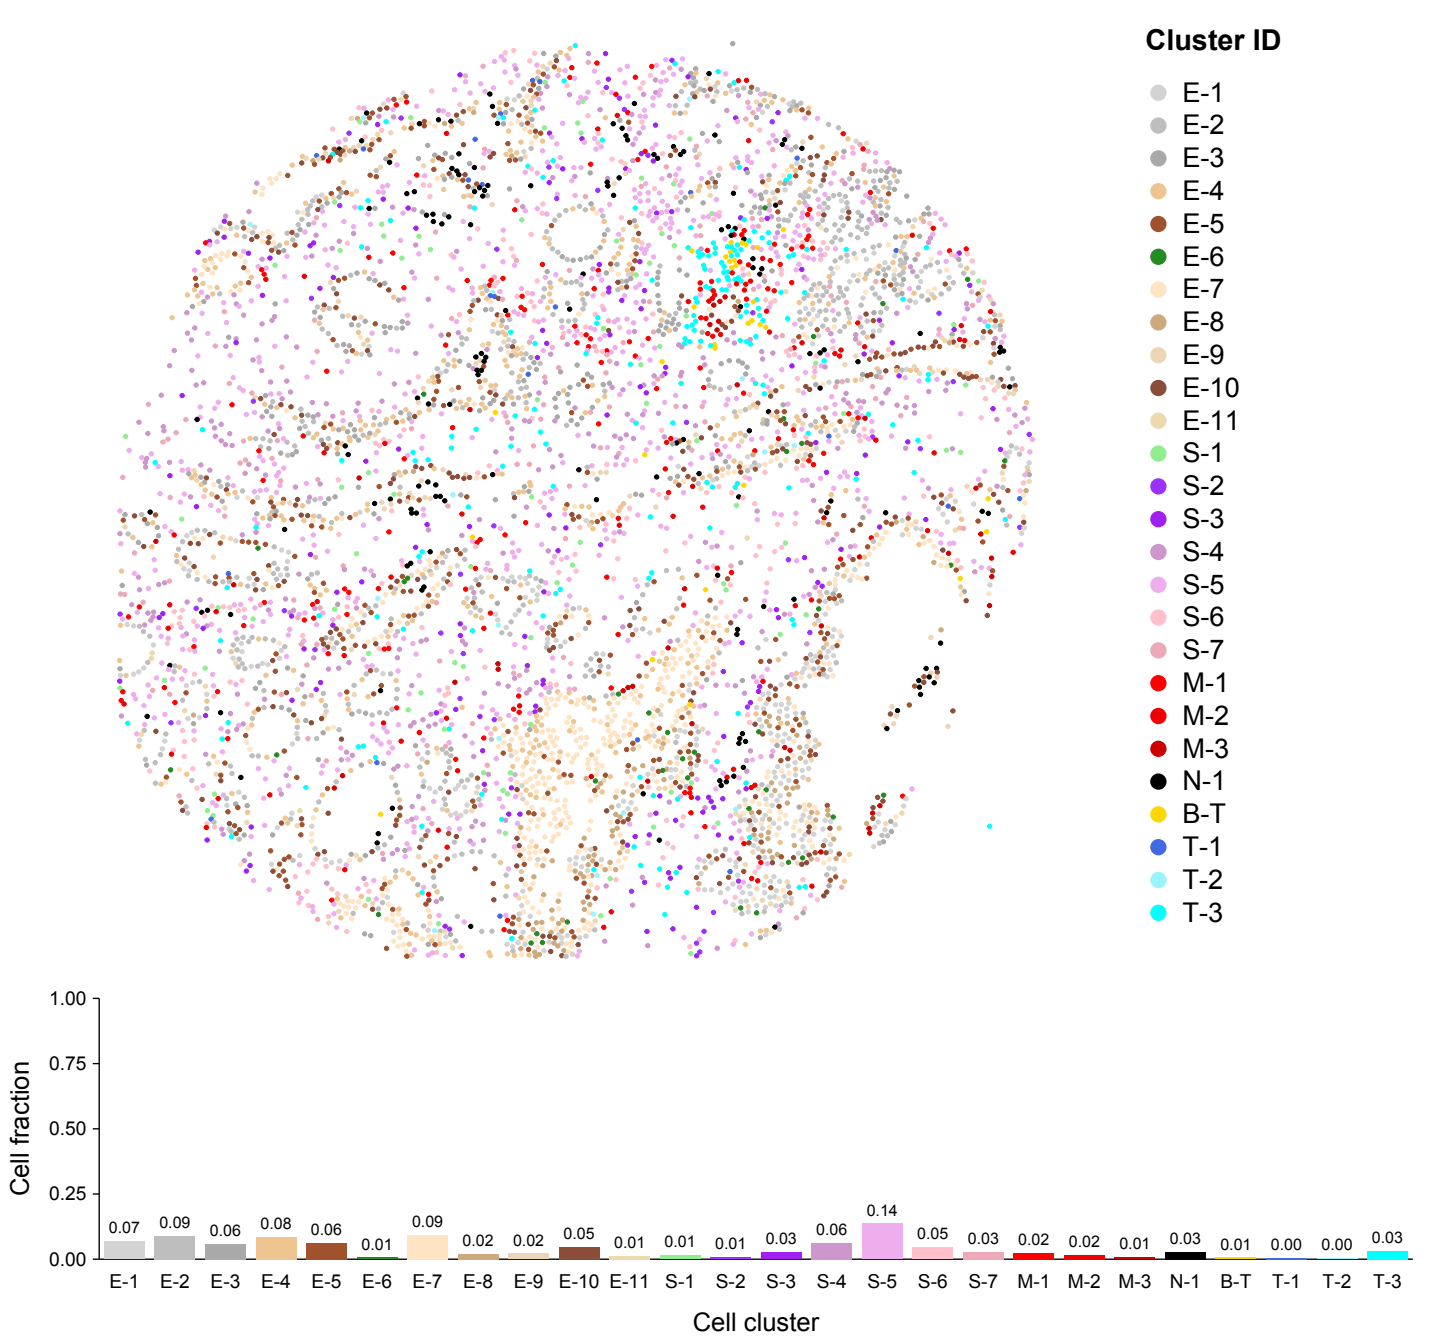 Cluster ID
E-1
E-2
E-3
E-4
E-5
E-6
E-7
E-8
E-9
E-10
E-11
S-1
S-2
S-3
S-4
S-5
S-6
S-7
M-1
M-2
M-3
N-1
B-T
T-1
T-2
T-3
1.00
0.75
0.50
0.25
0.00
Cell fraction
0.07 0.09 0.06 0.08 0.06 0.01 0.09 0.02 0.02 0.05 0.01 0.01 0.01 0.03 0.06 0.14 0.05 0.03 0.02 0.02 0.01 0.03 0.01 0.00 0.00 0.03
E-1 E-2 E-3 E-4 E-5 E-6 E-7 E-8 E-9 E-10 E-11 S-1 S-2 S-3 S-4 S-5 S-6 S-7 M-1 M-2 M-3 N-1 B-T T-1 T-2 T-3
Cell cluster